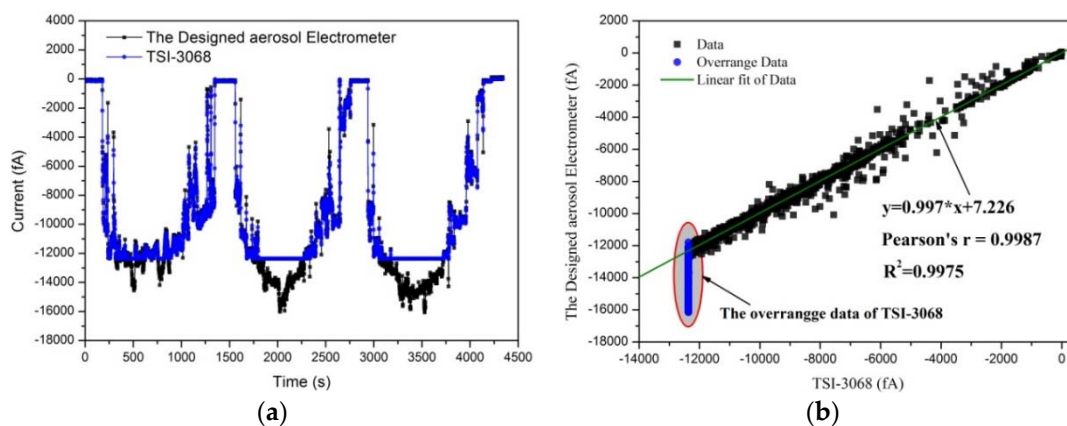 4000
2000
0
-2000
-4000
-6000
-8000
-10000
-12000
-14000
-16000
-18000
Current (fA)
The Designed aerosol Electrometer
TSI-3068
0 500 1000 1500 2000 2500 3000 3500 4000 4500
Time (s)
(a)
2000
0
-2000
-4000
-6000
-8000
-10000
-12000
-14000
-16000
-18000
The Designed aerosol Electrometer (fA)
Data
Overrange Data
Linear fit of Data
y=0.997*x+7.226
Pearson's r = 0.9987
R²=0.9975
The overrangge data of TSI-3068
-14000 -12000 -10000 -8000 -6000 -4000 -2000 0
TSI-3068 (fA)
(b)